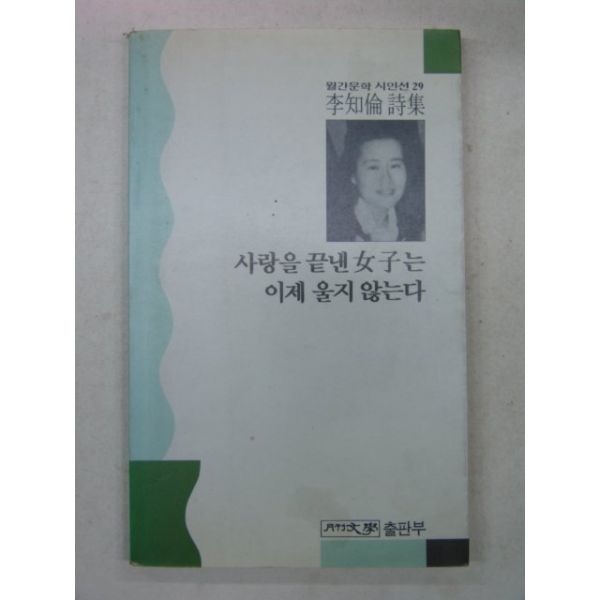 월간문학 시인선 29
李知倫 詩集
사랑을 끝낸 女子는
이제 울지 않는다
月刊文學 출판부